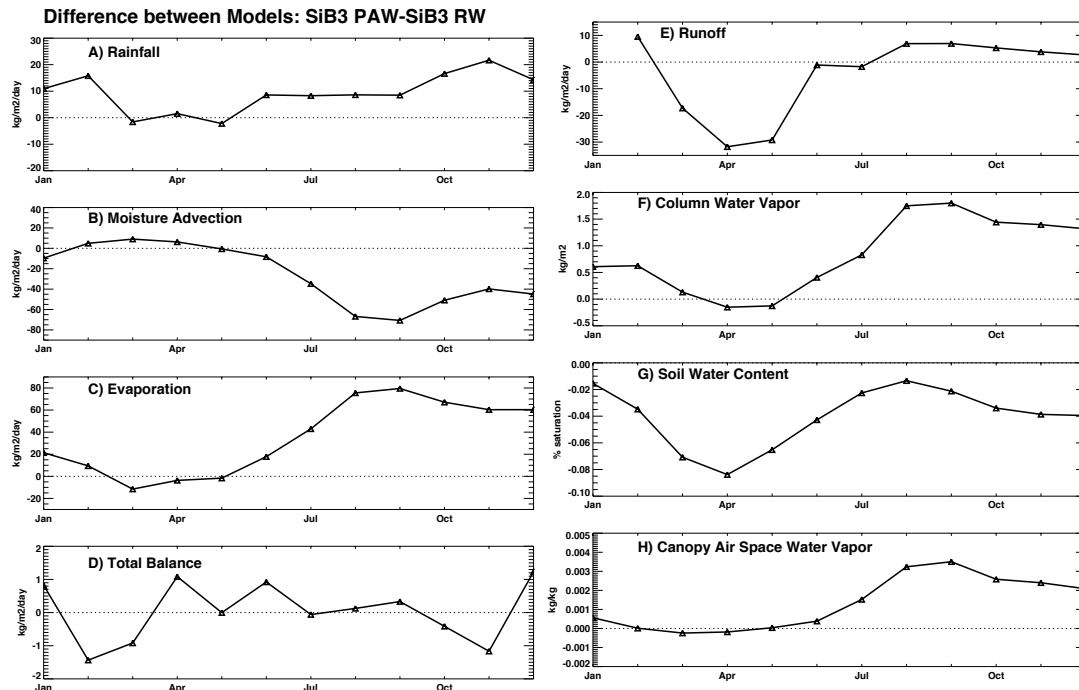 Difference between Models: SiB3 PAW-SiB3 RW
A) Rainfall
kg/m2/day
30
20
10
0
-10
-20
Jan Apr Jul Oct
B) Moisture Advection
kg/m2/day
40
20
0
-20
-40
-60
-80
Jan Apr Jul Oct
C) Evaporation
kg/m2/day
80
60
40
20
0
-20
Jan Apr Jul Oct
D) Total Balance
kg/m2/day
2
1
0
-1
-2
Jan Apr Jul Oct
E) Runoff
kg/m2/day
10
0
-10
-20
-30
Jan Apr Jul Oct
F) Column Water Vapor
kg/m2
2.0
1.5
1.0
0.5
0.0
-0.5
Jan Apr Jul Oct
G) Soil Water Content
% saturation
0.00
-0.02
-0.04
-0.06
-0.08
-0.10
Jan Apr Jul Oct
H) Canopy Air Space Water Vapor
kg/kg
0.005
0.004
0.003
0.002
0.001
0.000
-0.001
-0.002
Jan Apr Jul Oct